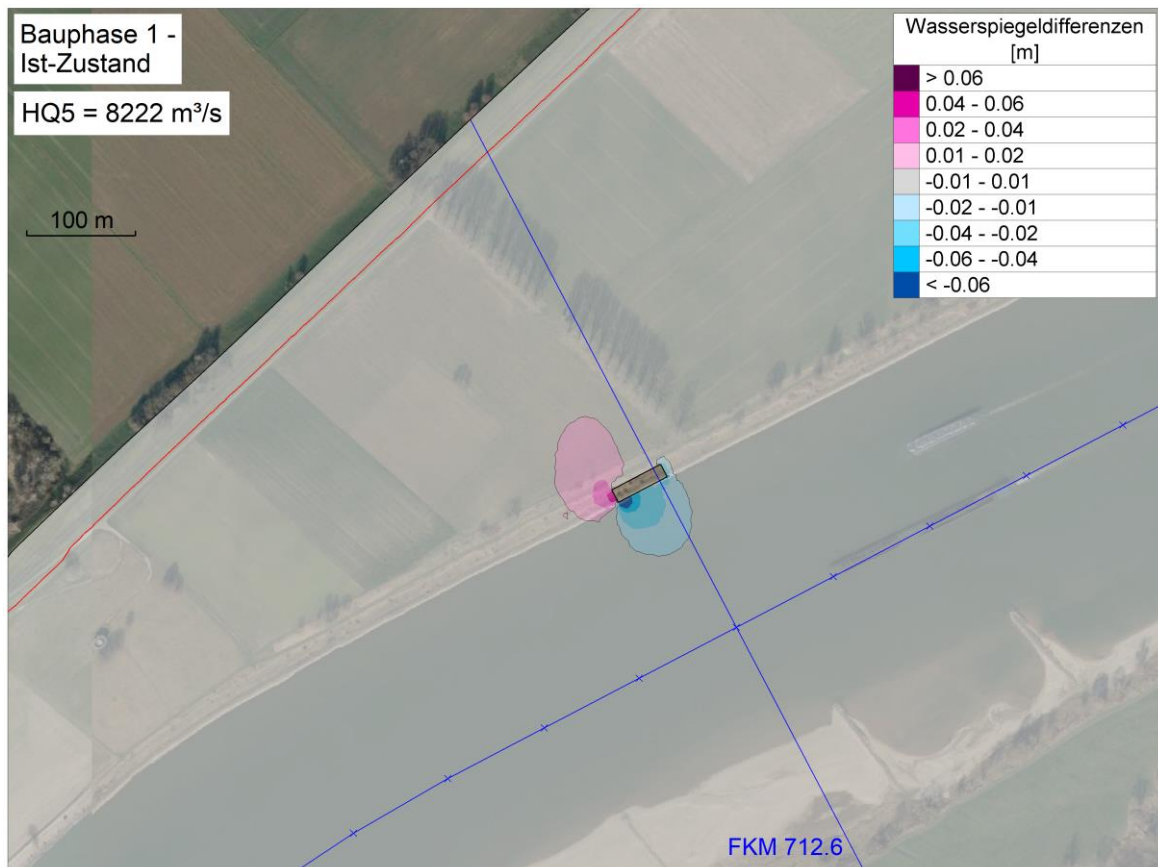 Bauphase 1 -
Ist-Zustand
HQ5 = 8222 m³/s
100 m
Wasserspiegeldifferenzen
[m]
> 0.06
0.04 - 0.06
0.02 - 0.04
0.01 - 0.02
-0.01 - 0.01
-0.02 - -0.01
-0.04 - -0.02
-0.06 - -0.04
< -0.06
FKM 712.6